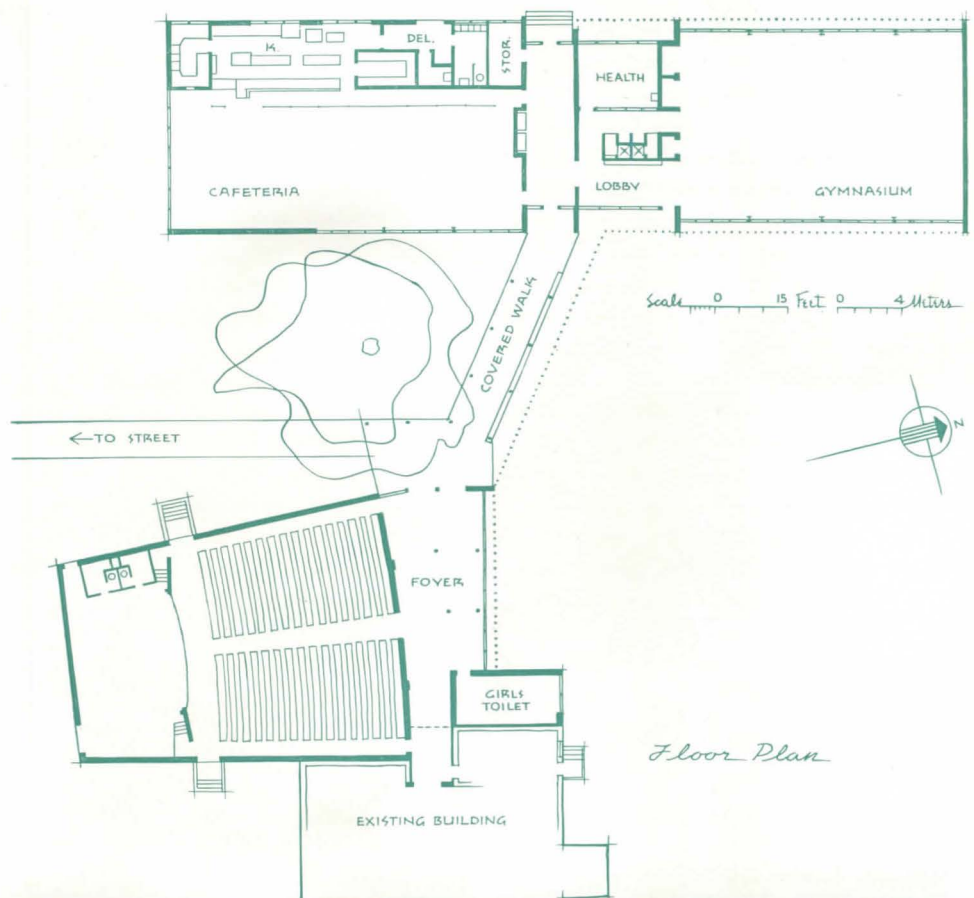 K.
DEL.
STOR.
HEALTH
CAFETERIA
LOBBY
GYMNASIUM
COVERED WALK
Scale 0 15 Feet 0 4 Meters
N
←TO STREET
FOYER
GIRLS
TOILET
Floor Plan
EXISTING BUILDING